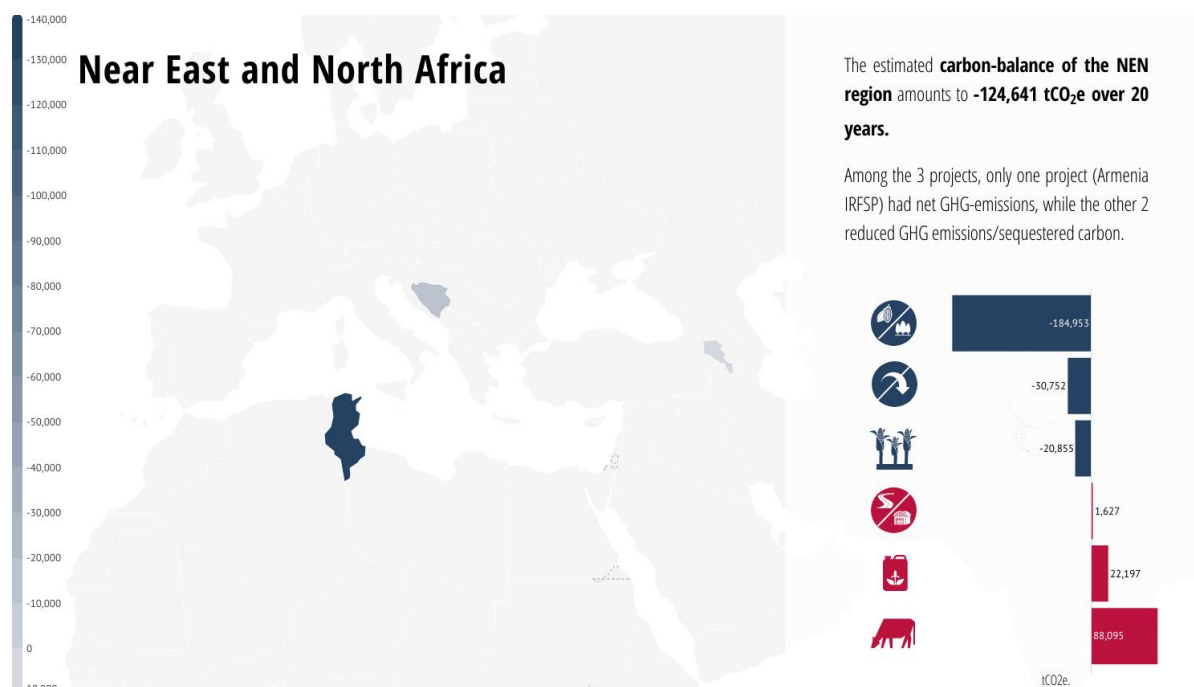 -140,000
-130,000
-120,000
-110,000
-100,000
-90,000
-80,000
-70,000
-60,000
-50,000
-40,000
-30,000
-20,000
-10,000
0
Near East and North Africa
The estimated carbon-balance of the NEN
region amounts to -124,641 tCO₂e over 20
years.
Among the 3 projects, only one project (Armenia
IRFSP) had net GHG-emissions, while the other 2
reduced GHG emissions/sequestered carbon.
-184,953
-30,752
-20,855
1,627
22,197
88,095
tCO2e.